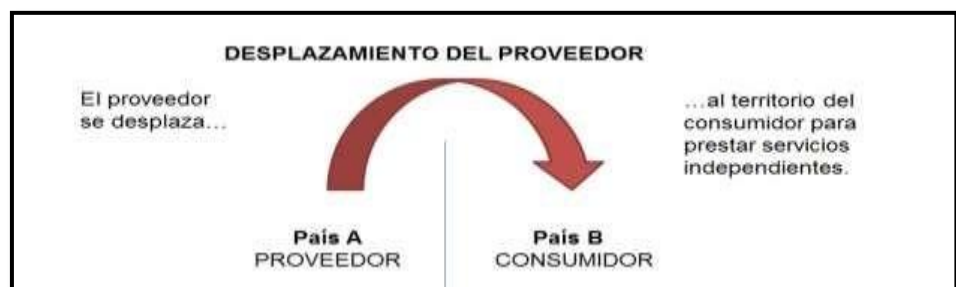 DESPLAZAMIENTO DEL PROVEEDOR
El proveedor
se desplaza...
...al territorio del
consumidor para
prestar servicios
independientes.
País A
PROVEEDOR
País B
CONSUMIDOR